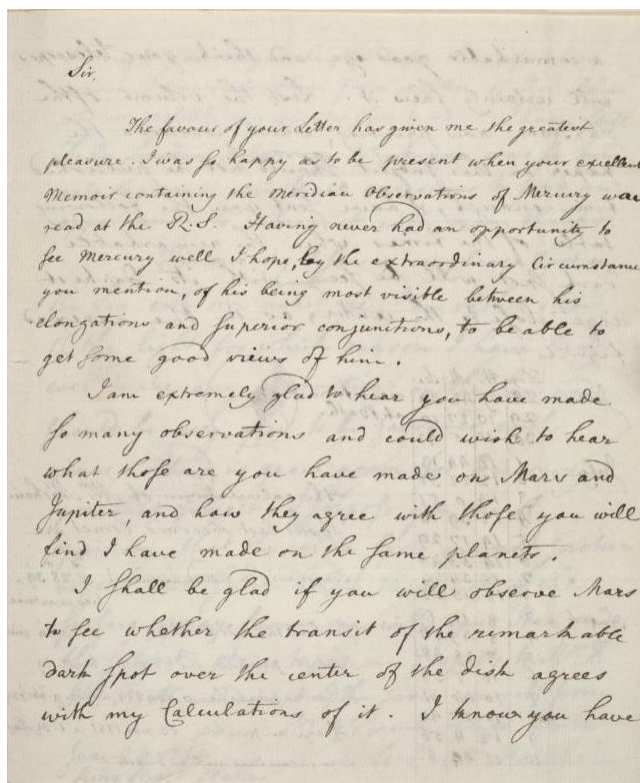 Sir,
The favour of your Letter has given me the greatest
pleasure. I was so happy as to be present when your excellent
Memoir containing the meridian Observations of Mercury was
read at the R.S. Having never had an opportunity to
see Mercury well I hope, by the extraordinary Circumstance
you mention, of his being most visible between his
elongations and superior conjunctions, to be able to
get some good views of him.
I am extremely glad to hear you have made
so many observations and could wish to hear
what those are you have made on Mars and
Jupiter, and how they agree with those you will
find I have made on the same planets.
I shall be glad if you will observe Mars
to see whether the transit of the remarkable
dark spot over the center of the disk agrees
with my Calculations of it. I know you have